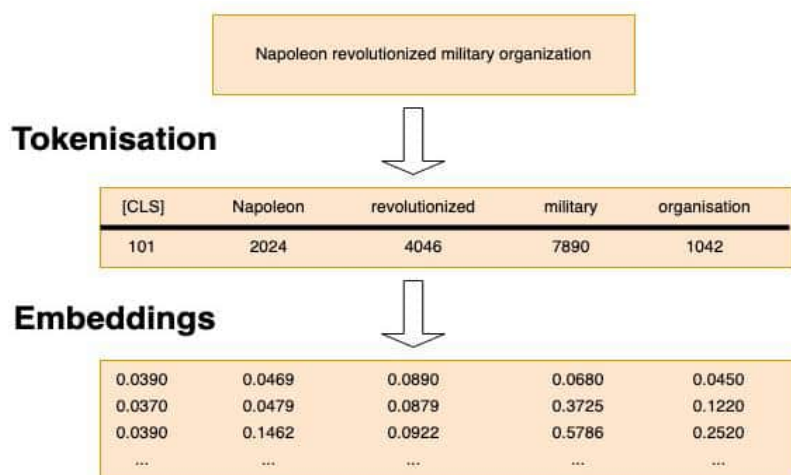 Napoleon revolutionized military organization
Tokenisation
[CLS] Napoleon revolutionized military organisation
101 2024 4046 7890 1042
Embeddings
0.0390 0.0469 0.0890 0.0680 0.0450
0.0370 0.0479 0.0879 0.3725 0.1220
0.0390 0.1462 0.0922 0.5786 0.2520
... ... ... ... ...